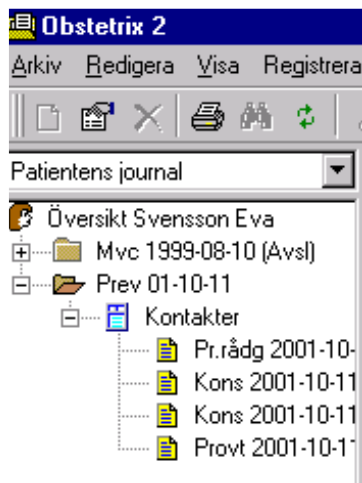 Obstetrix 2
Arkiv Redigera Visa Registrera
Patientens journal
Översikt Svensson Eva
Mvc 1999-08-10 (Avsl)
Prev 01-10-11
Kontakter
Pr.rådg 2001-10-
Kons 2001-10-11
Kons 2001-10-11
Provt 2001-10-1